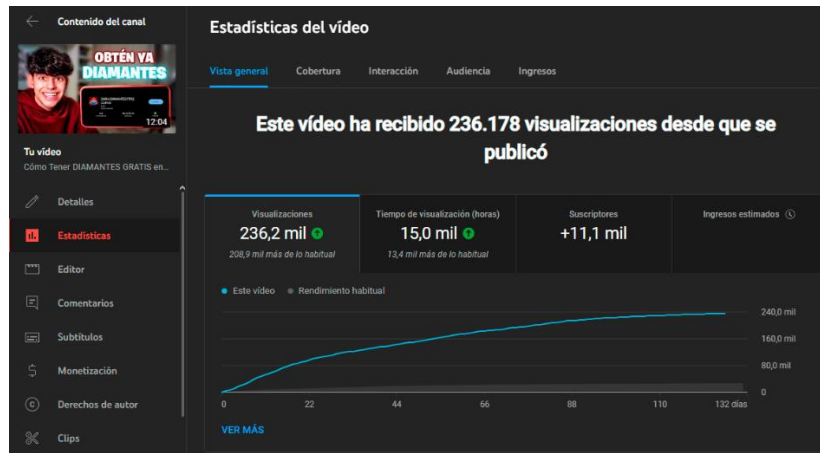 Contenido del canal
OBTÉN YA
DIAMANTES
12:04
Tu vídeo
Cómo Tener DIAMANTES GRATIS en...
Detalles
Estadísticas
Editor
Comentarios
Subtítulos
Monetización
Derechos de autor
Clips
Estadísticas del vídeo
Vista general Cobertura Interacción Audiencia Ingresos
Este vídeo ha recibido 236.178 visualizaciones desde que se
publicó
Visualizaciones
236,2 mil
208,9 mil más de lo habitual
Tiempo de visualización (horas)
15,0 mil
13,4 mil más de lo habitual
Suscriptores
+11,1 mil
Ingresos estimados
Este vídeo Rendimiento habitual
240,0 mil
160,0 mil
80,0 mil
0
0 22 44 66 88 110 132 días
VER MÁS